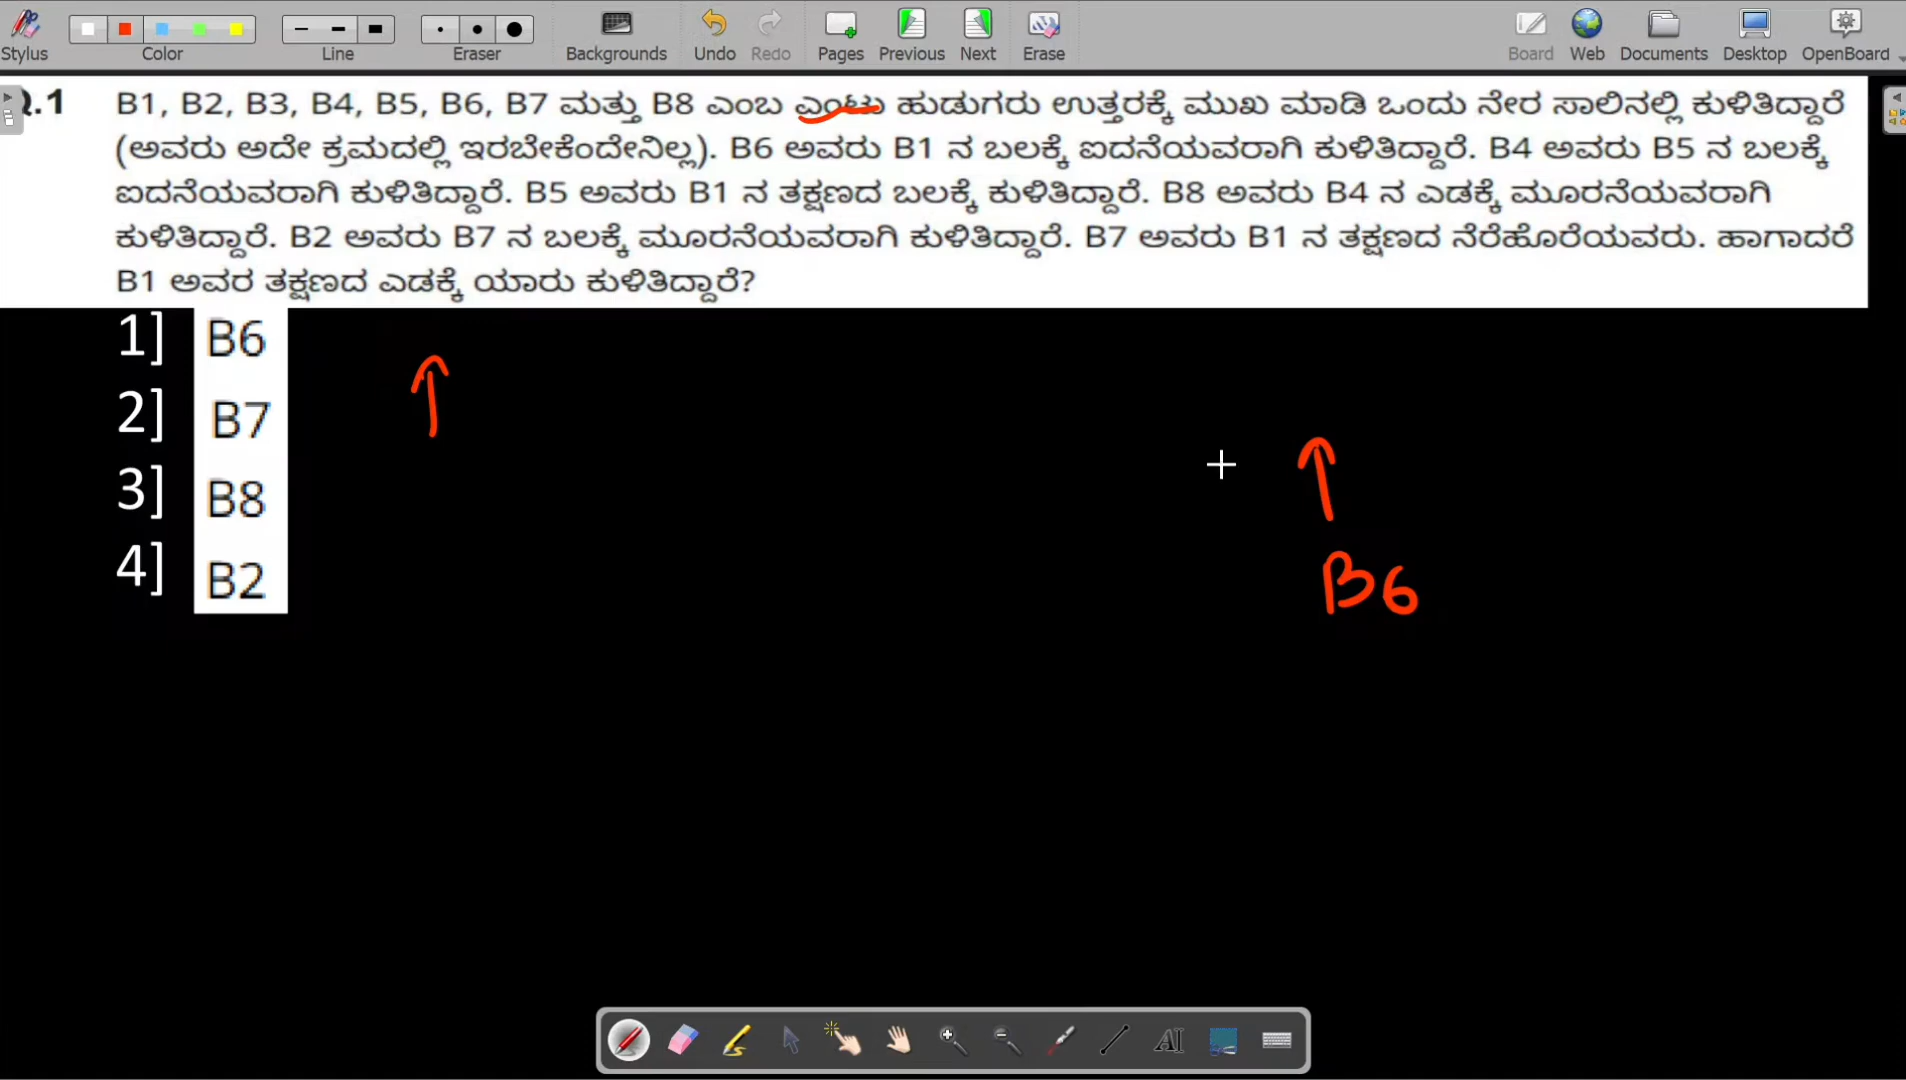 Stylus Color Line Eraser Backgrounds Undo Redo Pages Previous Next Erase Board Web Documents Desktop OpenBoard
.1 B1, B2, B3, B4, B5, B6, B7 ಮತ್ತು B8 ಎಂಬ ಎಂಟು ಹುಡುಗರು ಉತ್ತರಕ್ಕೆ ಮುಖ ಮಾಡಿ ಒಂದು ನೇರ ಸಾಲಿನಲ್ಲಿ ಕುಳಿತಿದ್ದಾರೆ
(ಅವರು ಅದೇ ಕ್ರಮದಲ್ಲಿ ಇರಬೇಕೆಂದೇನಿಲ್ಲ). B6 ಅವರು B1 ನ ಬಲಕ್ಕೆ ಐದನೆಯವರಾಗಿ ಕುಳಿತಿದ್ದಾರೆ. B4 ಅವರು B5 ನ ಬಲಕ್ಕೆ
ಐದನೆಯವರಾಗಿ ಕುಳಿತಿದ್ದಾರೆ. B5 ಅವರು B1 ನ ತಕ್ಷಣದ ಬಲಕ್ಕೆ ಕುಳಿತಿದ್ದಾರೆ. B8 ಅವರು B4 ನ ಎಡಕ್ಕೆ ಮೂರನೆಯವರಾಗಿ
ಕುಳಿತಿದ್ದಾರೆ. B2 ಅವರು B7 ನ ಬಲಕ್ಕೆ ಮೂರನೆಯವರಾಗಿ ಕುಳಿತಿದ್ದಾರೆ. B7 ಅವರು B1 ನ ತಕ್ಷಣದ ನೆರೆಹೊರೆಯವರು. ಹಾಗಾದರೆ
B1 ಅವರ ತಕ್ಷಣದ ಎಡಕ್ಕೆ ಯಾರು ಕುಳಿತಿದ್ದಾರೆ?
1] B6
2] B7
3] B8
4] B2
B6